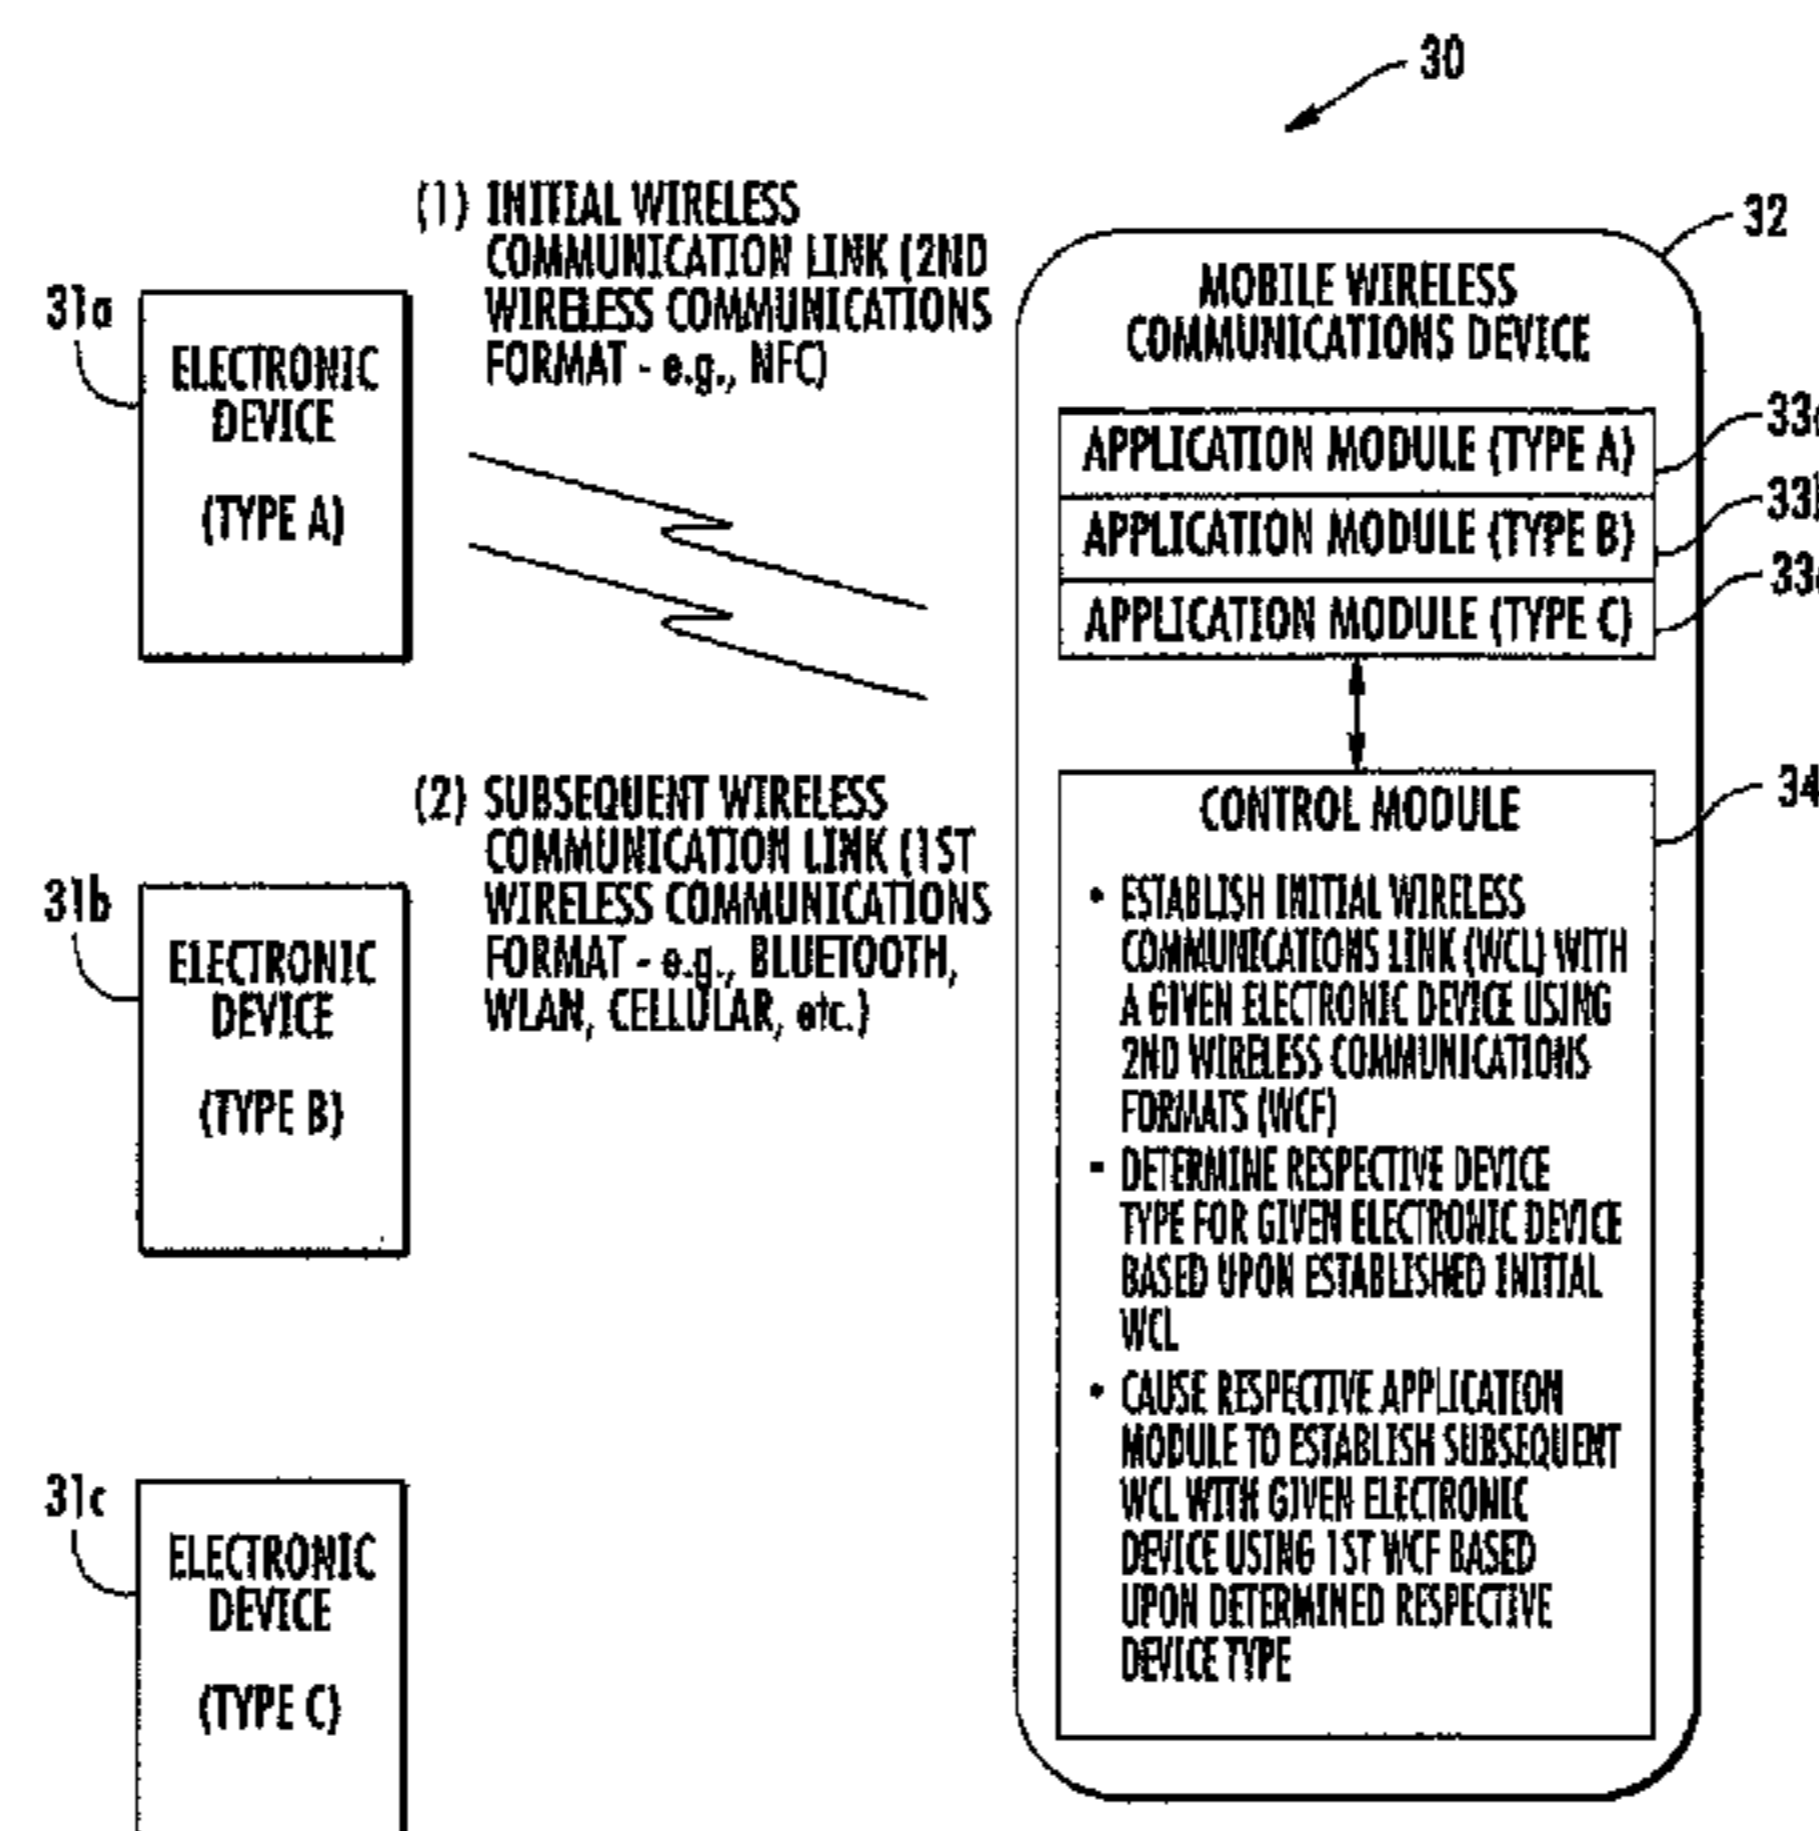 30
32
(1) INITIAL WIRELESS
COMMUNICATION LINK (2ND
WIRELESS COMMUNICATIONS
FORMAT - e.g., NFC)
31a
ELECTRONIC
DEVICE
(TYPE A)
MOBILE WIRELESS
COMMUNICATIONS DEVICE
APPLICATION MODULE (TYPE A)
APPLICATION MODULE (TYPE B)
APPLICATION MODULE (TYPE C)
(2) SUBSEQUENT WIRELESS
COMMUNICATION LINK (1ST
WIRELESS COMMUNICATIONS
FORMAT - e.g., BLUETOOTH,
WLAN, CELLULAR, etc.)
31b
ELECTRONIC
DEVICE
(TYPE B)
34
CONTROL MODULE
• ESTABLISH INITIAL WIRELESS
COMMUNICATIONS LINK (WCL) WITH
A GIVEN ELECTRONIC DEVICE USING
2ND WIRELESS COMMUNICATIONS
FORMATS (WCF)
- DETERMINE RESPECTIVE DEVICE
TYPE FOR GIVEN ELECTRONIC DEVICE
BASED UPON ESTABLISHED INITIAL
WCL
• CAUSE RESPECTIVE APPLICATION
MODULE TO ESTABLISH SUBSEQUENT
WCL WITH GIVEN ELECTRONIC
DEVICE USING 1ST WCF BASED
UPON DETERMINED RESPECTIVE
DEVICE TYPE
31c
ELECTRONIC
DEVICE
(TYPE C)